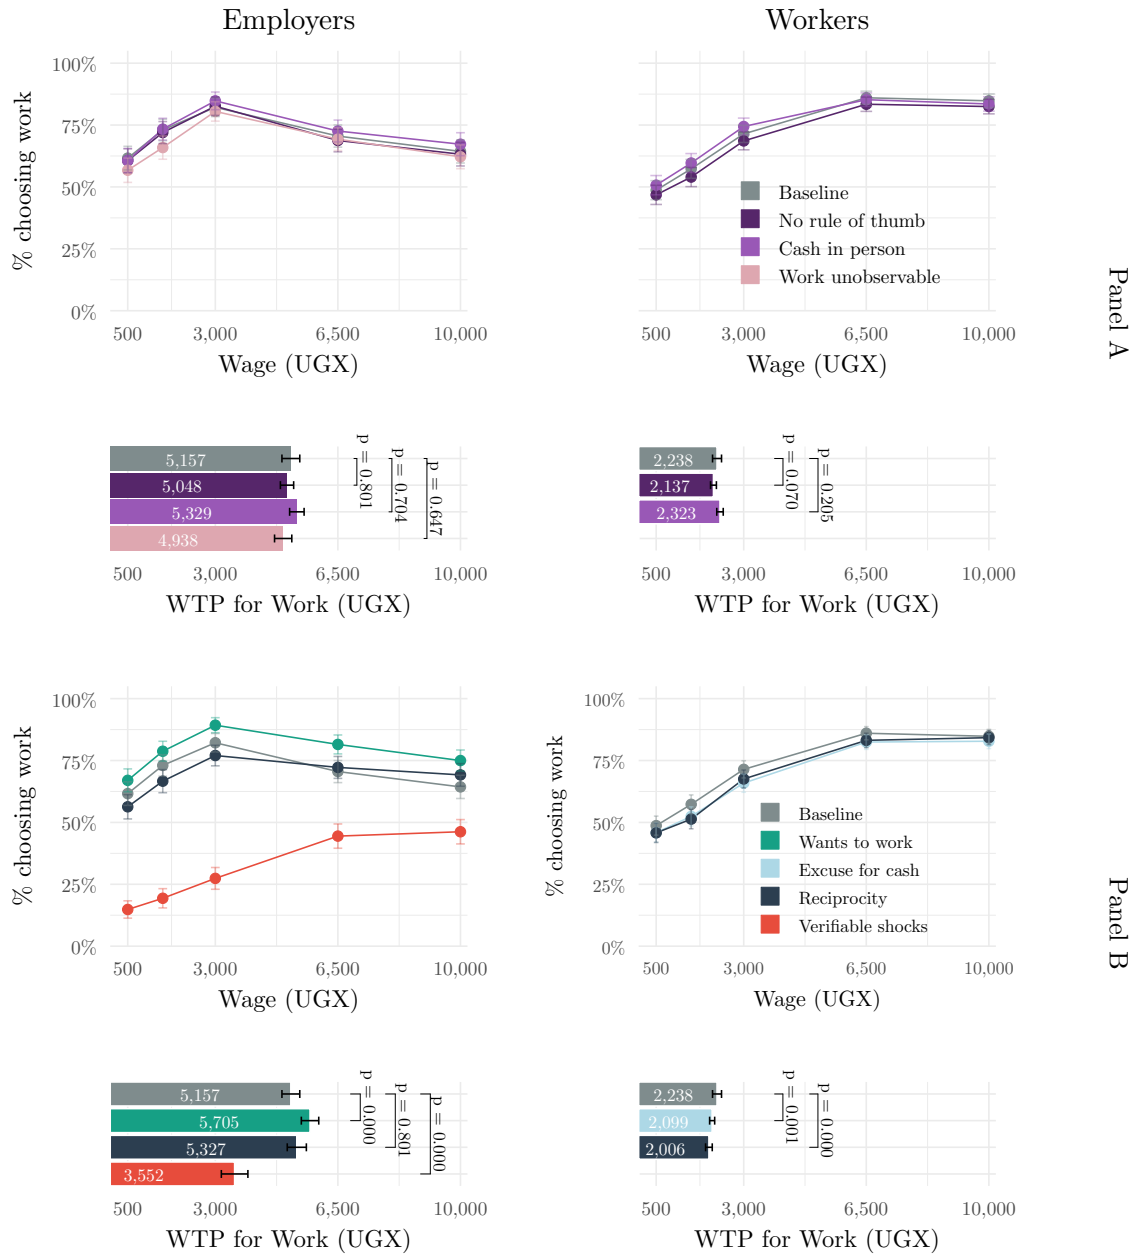 Employers
Workers
% choosing work
100%
75%
50%
25%
0%
500
3,000
6,500
10,000
Wage (UGX)
Baseline
No rule of thumb
Cash in person
Work unobservable
500
3,000
6,500
10,000
Wage (UGX)
Panel A
5,157
5,048
5,329
4,938
p = 0.801
p = 0.704
p = 0.647
500
3,000
6,500
10,000
WTP for Work (UGX)
2,238
2,137
2,323
p = 0.070
p = 0.205
500
3,000
6,500
10,000
WTP for Work (UGX)
% choosing work
100%
75%
50%
25%
0%
500
3,000
6,500
10,000
Wage (UGX)
% choosing work
100%
75%
50%
25%
0%
Baseline
Wants to work
Excuse for cash
Reciprocity
Verifiable shocks
500
3,000
6,500
10,000
Wage (UGX)
Panel B
5,157
5,705
5,327
3,552
p = 0.000
p = 0.801
p = 0.000
500
3,000
6,500
10,000
WTP for Work (UGX)
2,238
2,099
2,006
p = 0.001
p = 0.000
500
3,000
6,500
10,000
WTP for Work (UGX)